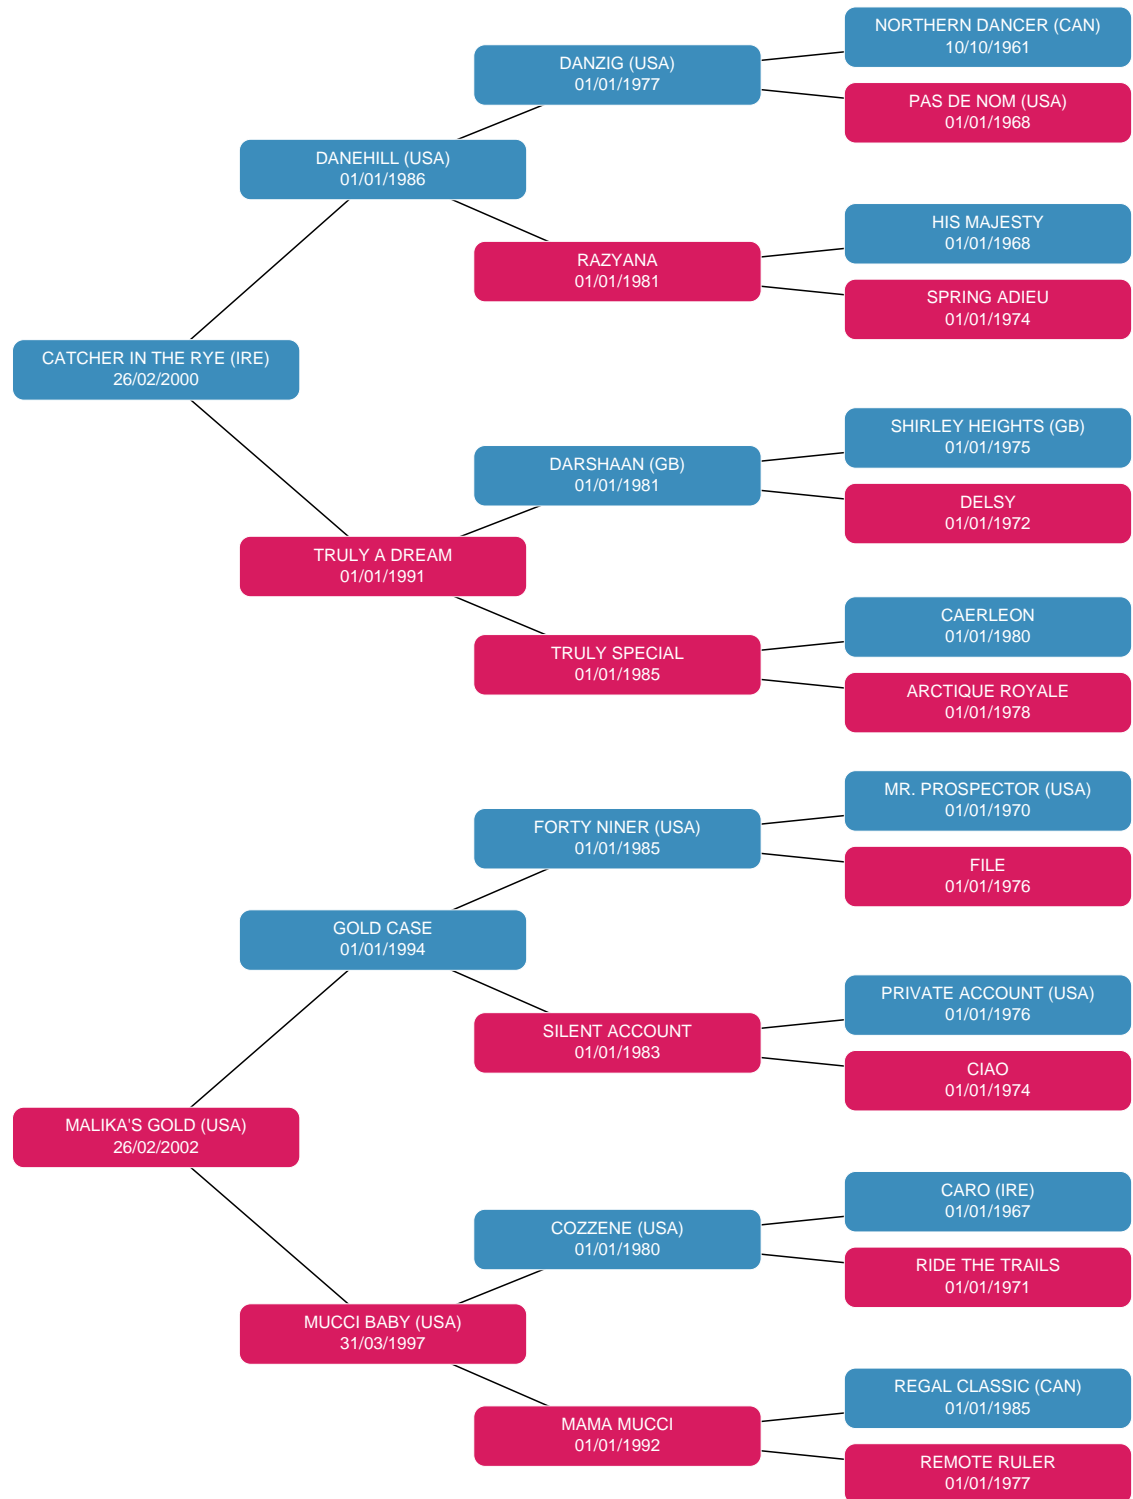 NORTHERN DANCER (CAN)
10/10/1961
DANZIG (USA)
01/01/1977
PAS DE NOM (USA)
01/01/1968
DANEHILL (USA)
01/01/1986
HIS MAJESTY
01/01/1968
RAZYANA
01/01/1981
SPRING ADIEU
01/01/1974
CATCHER IN THE RYE (IRE)
26/02/2000
SHIRLEY HEIGHTS (GB)
01/01/1975
DARSHAAN (GB)
01/01/1981
DELSY
01/01/1972
TRULY A DREAM
01/01/1991
CAERLEON
01/01/1980
TRULY SPECIAL
01/01/1985
ARCTIQUE ROYALE
01/01/1978
MR. PROSPECTOR (USA)
01/01/1970
FORTY NINER (USA)
01/01/1985
FILE
01/01/1976
GOLD CASE
01/01/1994
PRIVATE ACCOUNT (USA)
01/01/1976
SILENT ACCOUNT
01/01/1983
CIAO
01/01/1974
MALIKA'S GOLD (USA)
26/02/2002
CARO (IRE)
01/01/1967
COZZENE (USA)
01/01/1980
RIDE THE TRAILS
01/01/1971
MUCCI BABY (USA)
31/03/1997
REGAL CLASSIC (CAN)
01/01/1985
MAMA MUCCI
01/01/1992
REMOTE RULER
01/01/1977